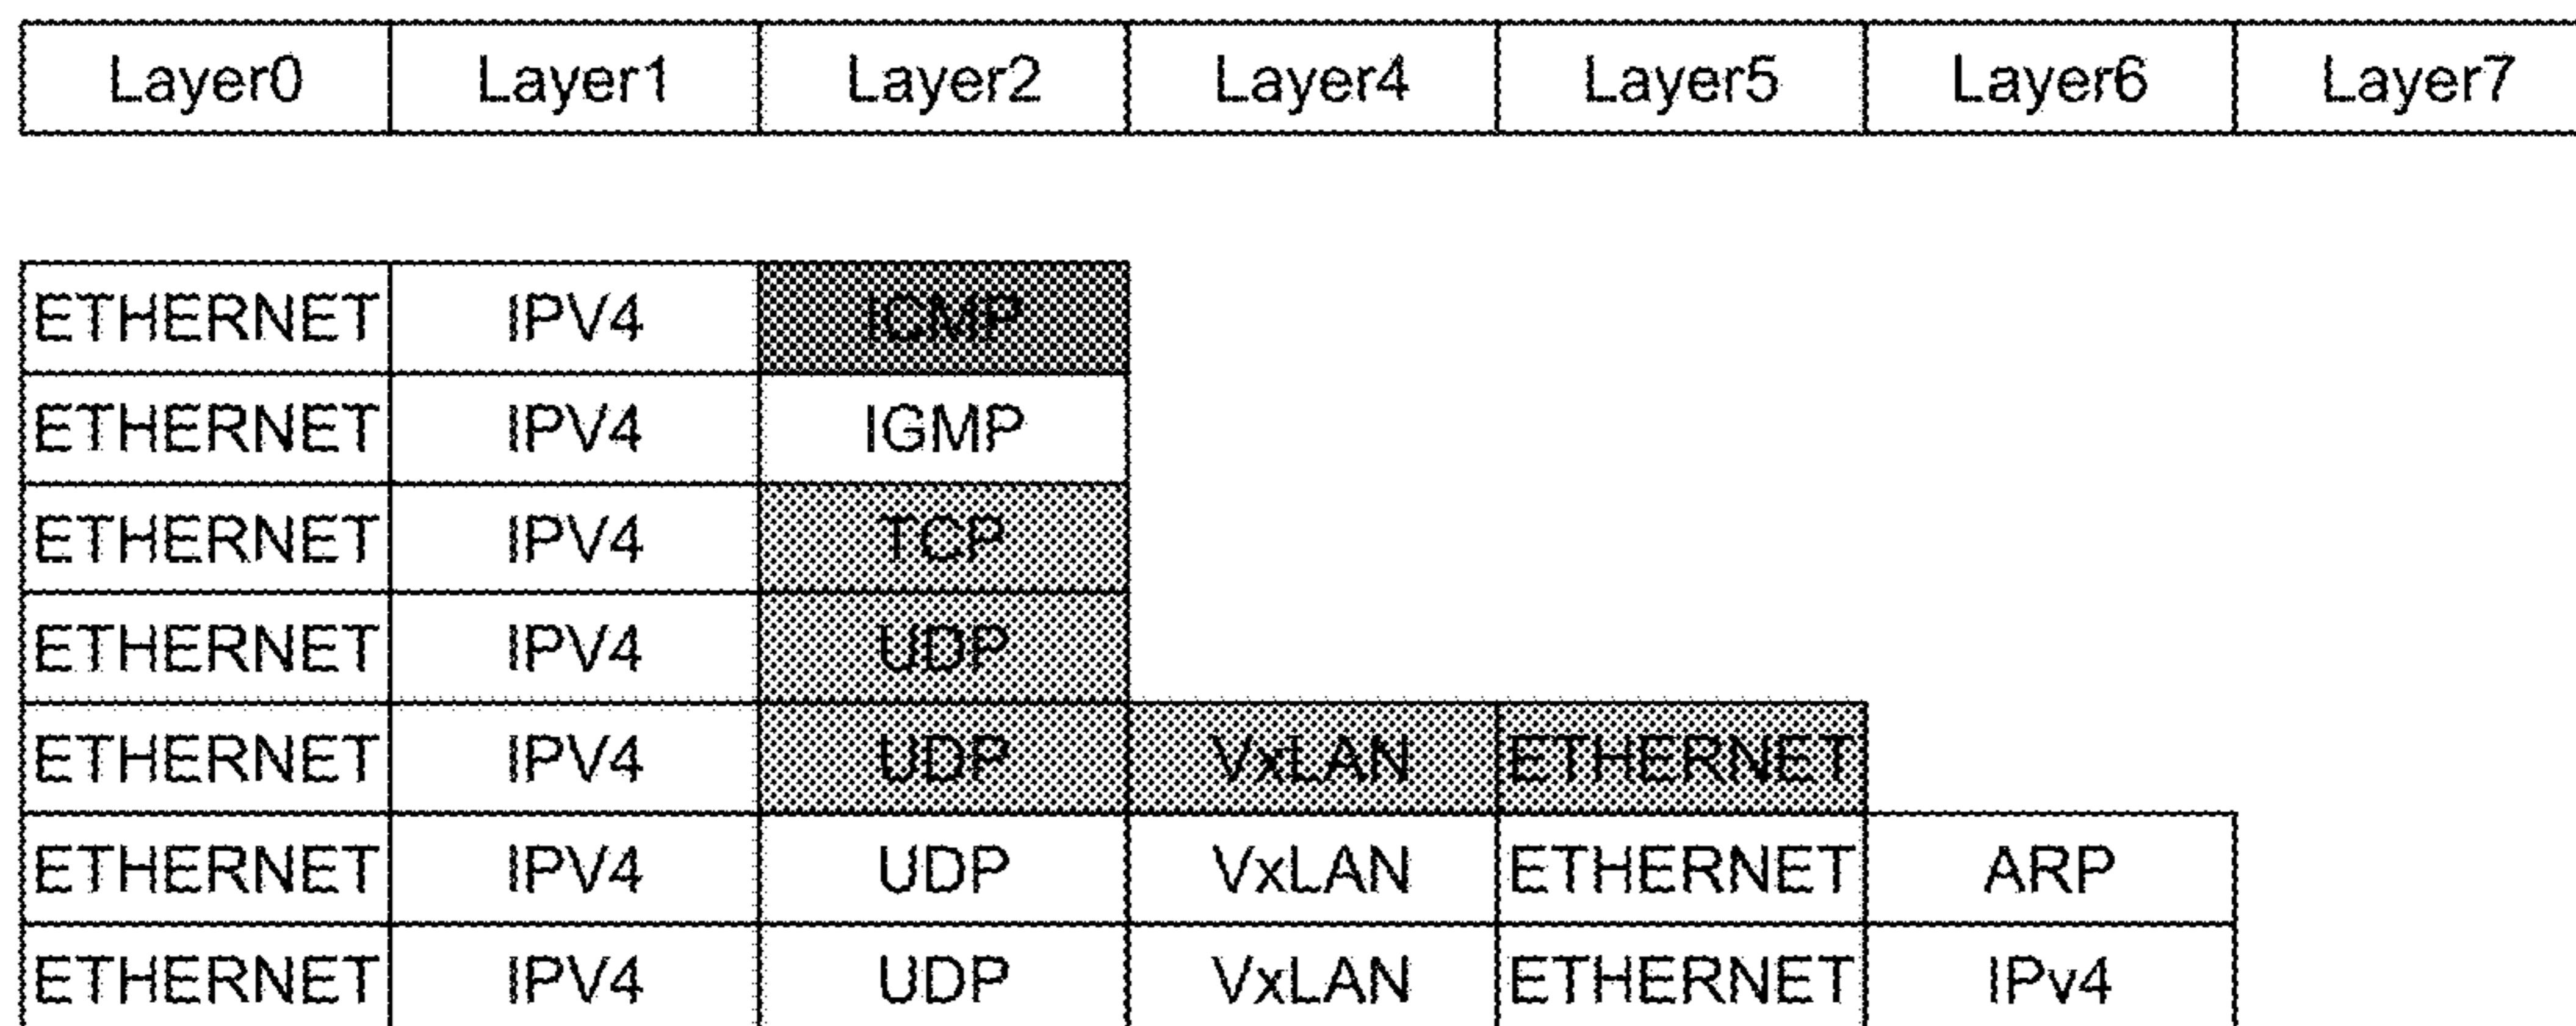 Layer0 Layer1 Layer2 Layer4 Layer5 Layer6 Layer7
ETHERNET IPV4 ICMP
ETHERNET IPV4 IGMP
ETHERNET IPV4 TCP
ETHERNET IPV4 UDP
ETHERNET IPV4 UDP VxLAN ETHERNET
ETHERNET IPV4 UDP VxLAN ETHERNET ARP
ETHERNET IPV4 UDP VxLAN ETHERNET IPv4